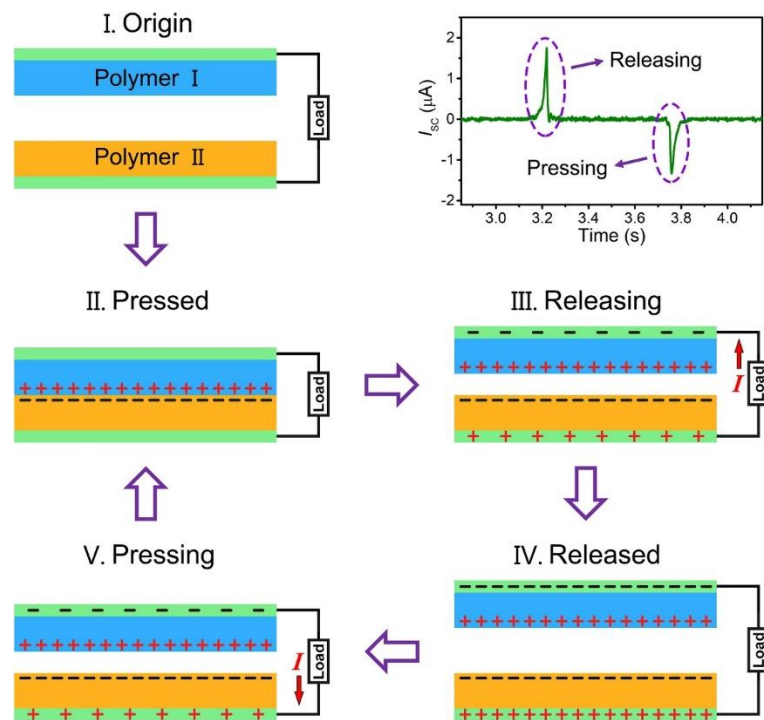 Ⅰ. Origin
Polymer Ⅰ
Load
Polymer Ⅱ
2
1
0
-1
-2
I_SC (μA)
Releasing
Pressing
3.0 3.2 3.4 3.6 3.8 4.0
Time (s)
Ⅱ. Pressed
+++++++++++++++
Load
Ⅲ. Releasing
I
Load
Ⅴ. Pressing
I
Load
Ⅳ. Released
Load